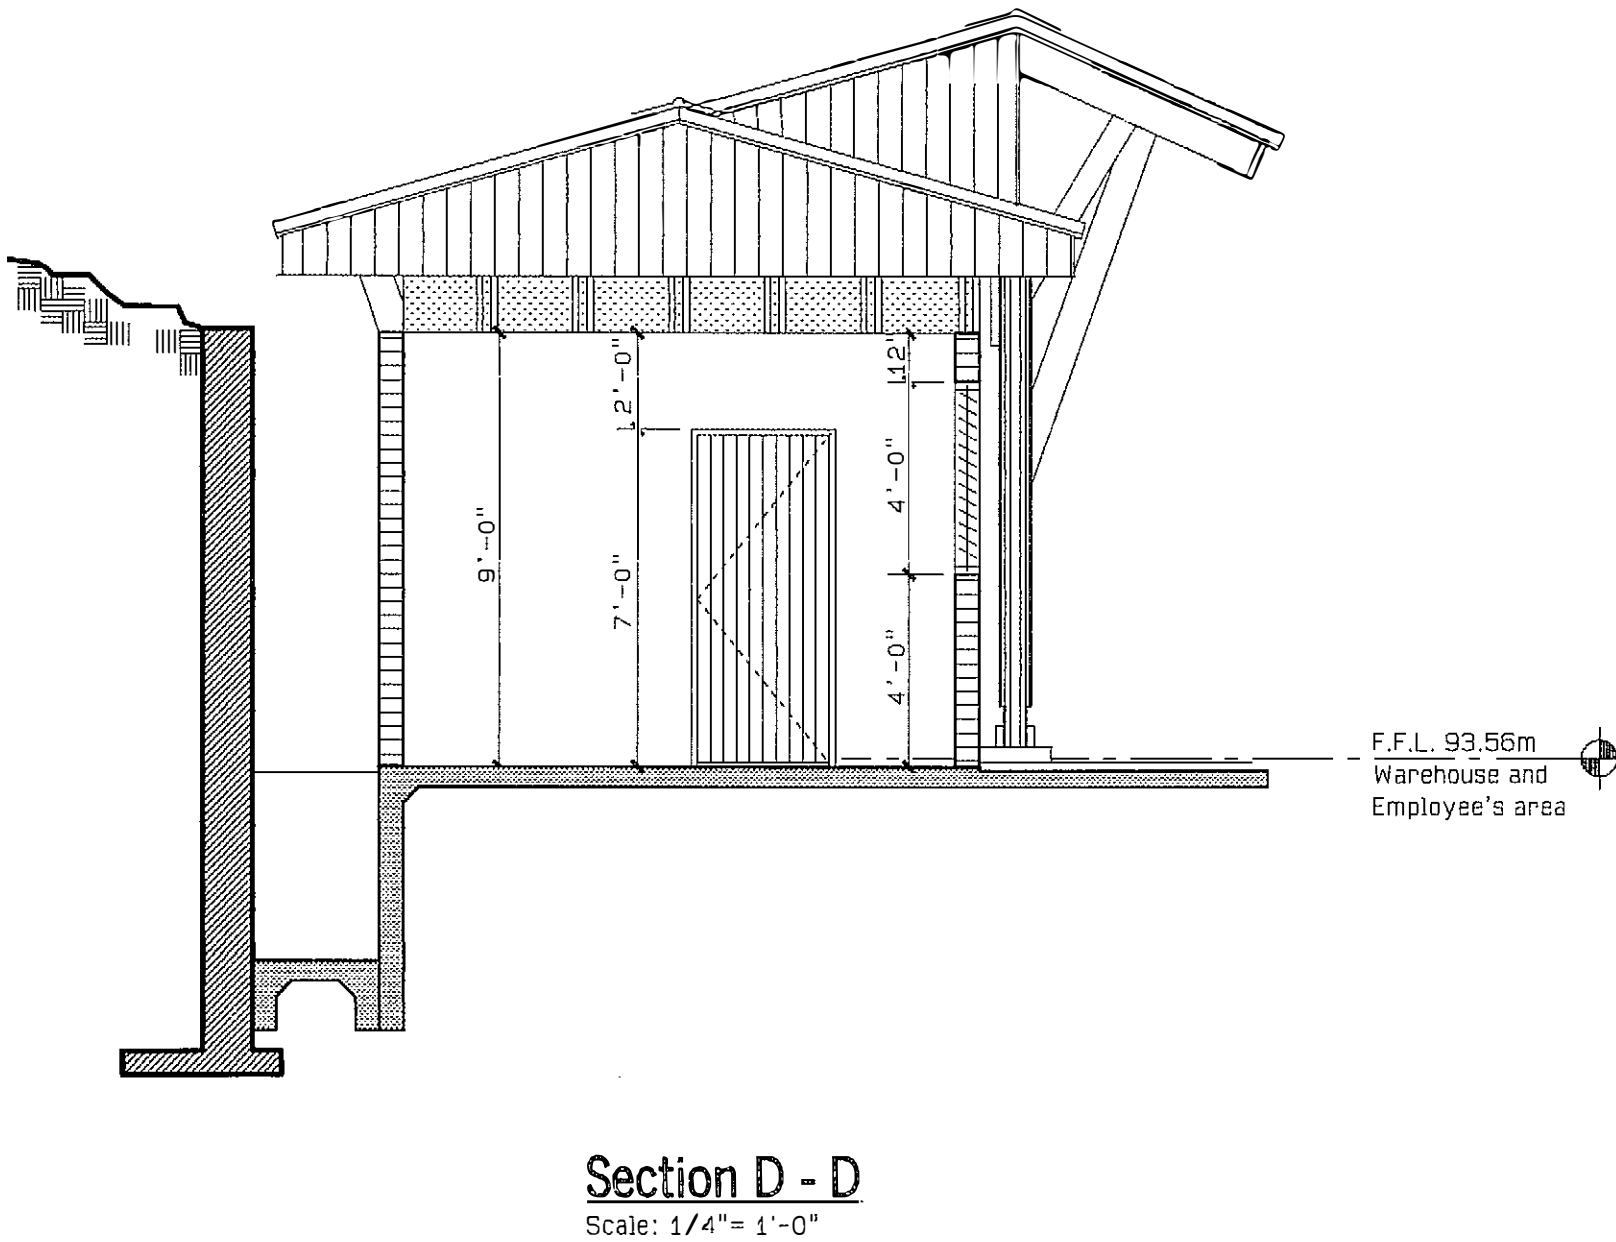 12"
2'-0"
4'-0"
9'-0"
7'-0"
4'-0"
F.F.L. 93.56m
Warehouse and
Employee's area
Section D - D
Scale: 1/4"= 1'-0"